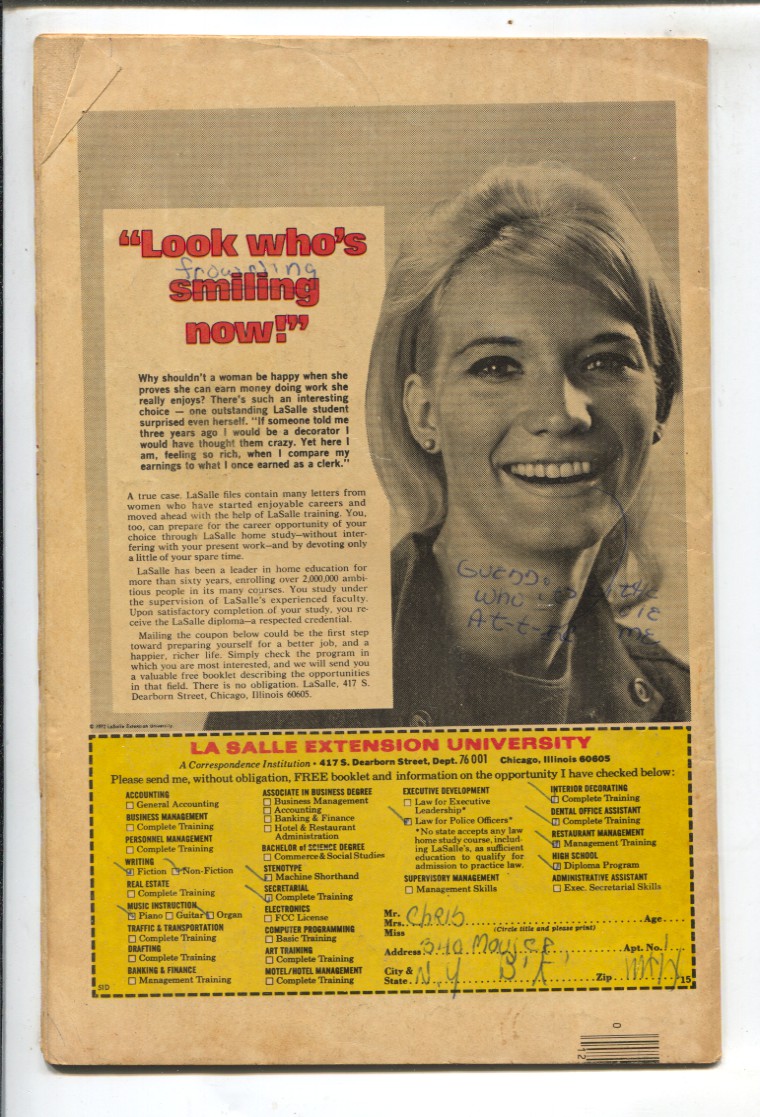 “Look who’s
frowning
smiling
now!”
Why shouldn't a woman be happy when she
proves she can earn money doing work she
really enjoys? There's such an interesting
choice — one outstanding LaSalle student
surprised even herself. "If someone told me
three years ago I would be a decorator I
would have thought them crazy. Yet here I
am, feeling so rich, when I compare my
earnings to what I once earned as a clerk."
A true case. LaSalle files contain many letters from
women who have started enjoyable careers and
moved ahead with the help of LaSalle training. You,
too, can prepare for the career opportunity of your
choice through LaSalle home study—without inter-
fering with your present work—and by devoting only
a little of your spare time.
LaSalle has been a leader in home education for
more than sixty years, enrolling over 2,000,000 ambi-
tious people in its many courses. You study under
the supervision of LaSalle's experienced faculty.
Upon satisfactory completion of your study, you re-
ceive the LaSalle diploma—a respected credential.
Mailing the coupon below could be the first step
toward preparing yourself for a better job, and a
happier, richer life. Simply check the program in
which you are most interested, and we will send you
a valuable free booklet describing the opportunities
in that field. There is no obligation. LaSalle, 417 S.
Dearborn Street, Chicago, Illinois 60605.
LaSalle Extension University
ME
LA SALLE EXTENSION UNIVERSITY
A Correspondence Institution • 417 S. Dearborn Street, Dept. 76 001 Chicago, Illinois 60605
Please send me, without obligation, FREE booklet and information on the opportunity I have checked below:
ACCOUNTING
General Accounting
BUSINESS MANAGEMENT
Complete Training
PERSONNEL MANAGEMENT
Complete Training
WRITING
Fiction Non-Fiction
REAL ESTATE
Complete Training
MUSIC INSTRUCTION
Piano Guitar Organ
TRAFFIC & TRANSPORTATION
Complete Training
DRAFTING
Complete Training
BANKING & FINANCE
Management Training
ASSOCIATE IN BUSINESS DEGREE
Business Management
Accounting
Banking & Finance
Hotel & Restaurant
Administration
BACHELOR of SCIENCE DEGREE
Commerce & Social Studies
STENOTYPE
Machine Shorthand
SECRETARIAL
Complete Training
ELECTRONICS
FCC License
COMPUTER PROGRAMMING
Basic Training
ART TRAINING
Complete Training
MOTEL/HOTEL MANAGEMENT
Complete Training
EXECUTIVE DEVELOPMENT
Law for Executive
Leadership*
Law for Police Officers*
*No state accepts any law
home study course, includ-
ing LaSalle's, as sufficient
education to qualify for
admission to practice law.
SUPERVISORY MANAGEMENT
Management Skills
INTERIOR DECORATING
Complete Training
DENTAL OFFICE ASSISTANT
Complete Training
RESTAURANT MANAGEMENT
Management Training
HIGH SCHOOL
Diploma Program
ADMINISTRATIVE ASSISTANT
Exec. Secretarial Skills
Mr.
Mrs. Chris Age
Miss
(Circle title and please print)
Address 340 Apt. No. 1
City &
State N.Y Zip 15
0
12